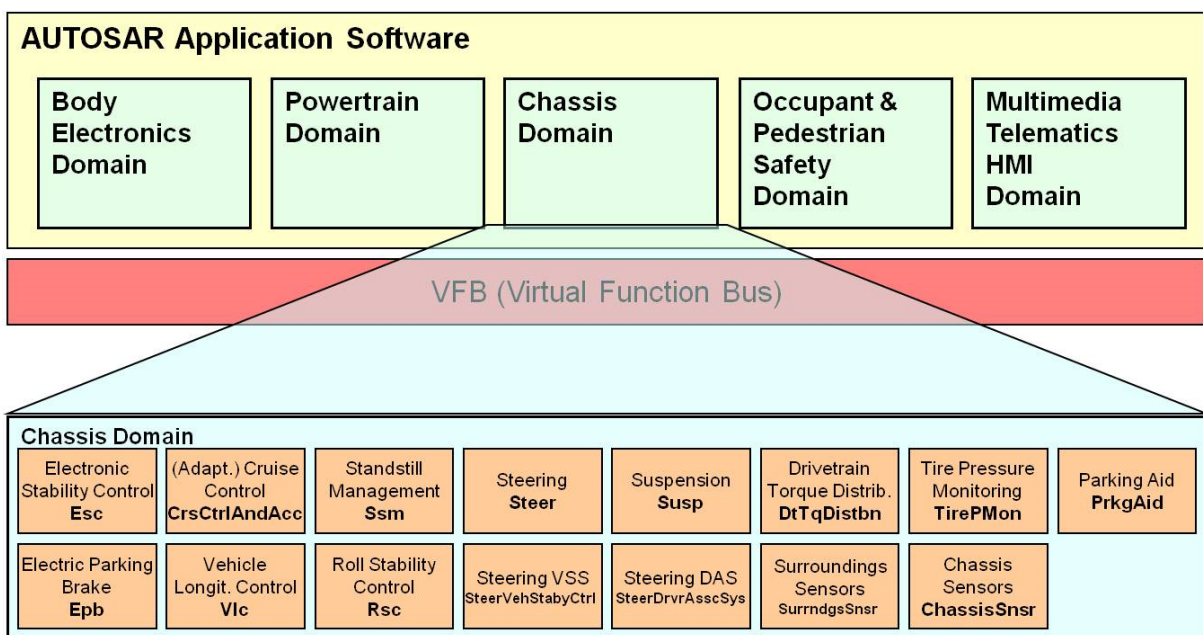 AUTOSAR Application Software
Body
Electronics
Domain
Powertrain
Domain
Chassis
Domain
Occupant &
Pedestrian
Safety
Domain
Multimedia
Telematics
HMI
Domain
VFB (Virtual Function Bus)
Chassis Domain
Electronic
Stability Control
Esc
(Adapt.) Cruise
Control
CrsCtrlAndAcc
Standstill
Management
Ssm
Steering
Steer
Suspension
Susp
Drivetrain
Torque Distrib.
DtTqDistbn
Tire Pressure
Monitoring
TirePMon
Parking Aid
PrkgAid
Electric Parking
Brake
Epb
Vehicle
Longit. Control
Vlc
Roll Stability
Control
Rsc
Steering VSS
SteerVehStabyCtrl
Steering DAS
SteerDrvrAsscSys
Surroundings
Sensors
SurrndgsSnsr
Chassis
Sensors
ChassisSnsr